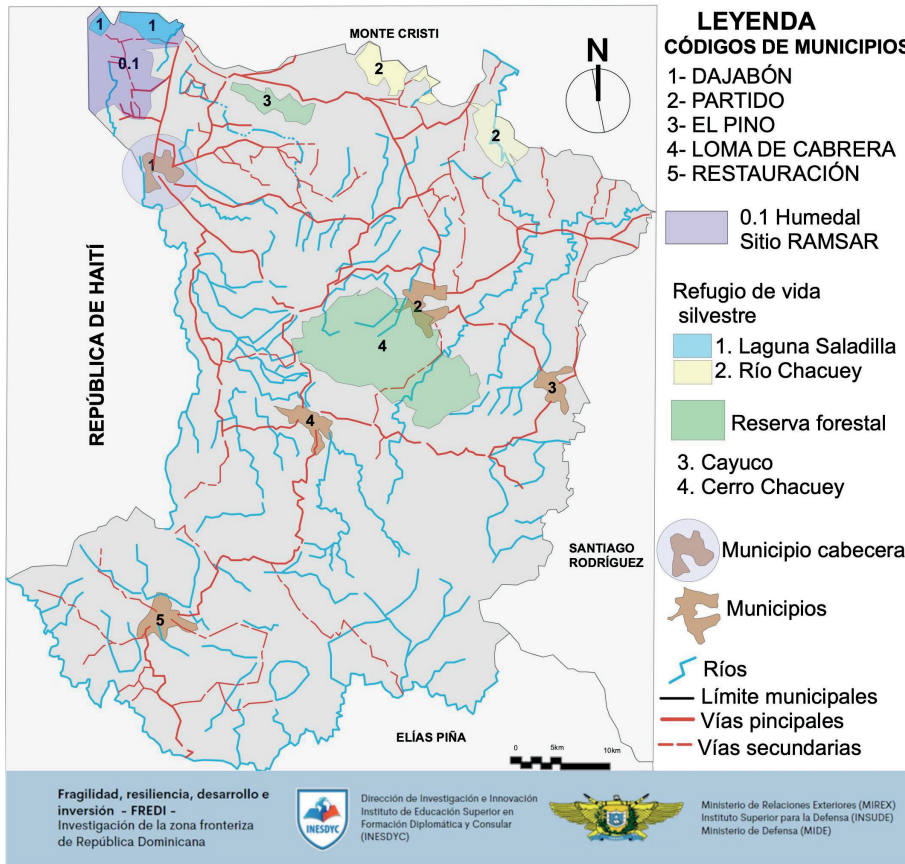 MONTE CRISTI
N
1
1
0.1
2
3
2
1
REPÚBLICA DE HAITÍ
2
4
3
4
SANTIAGO
RODRÍGUEZ
5
ELÍAS PIÑA
0 5km 10km
LEYENDA
CÓDIGOS DE MUNICIPIOS
1- DAJABÓN
2- PARTIDO
3- EL PINO
4- LOMA DE CABRERA
5- RESTAURACIÓN
0.1 Humedal
Sitio RAMSAR
Refugio de vida
silvestre
1. Laguna Saladilla
2. Río Chacuey
Reserva forestal
3. Cayuco
4. Cerro Chacuey
Municipio cabecera
Municipios
Ríos
Límite municipales
Vías pincipales
Vías secundarias
Fragilidad, resiliencia, desarrollo e
inversión - FREDI -
Investigación de la zona fronteriza
de República Dominicana
INESDYC
Dirección de Investigación e Innovación
Instituto de Educación Superior en
Formación Diplomática y Consular
(INESDYC)
Ministerio de Relaciones Exteriores (MIREX)
Instituto Superior para la Defensa (INSUDE)
Ministerio de Defensa (MIDE)